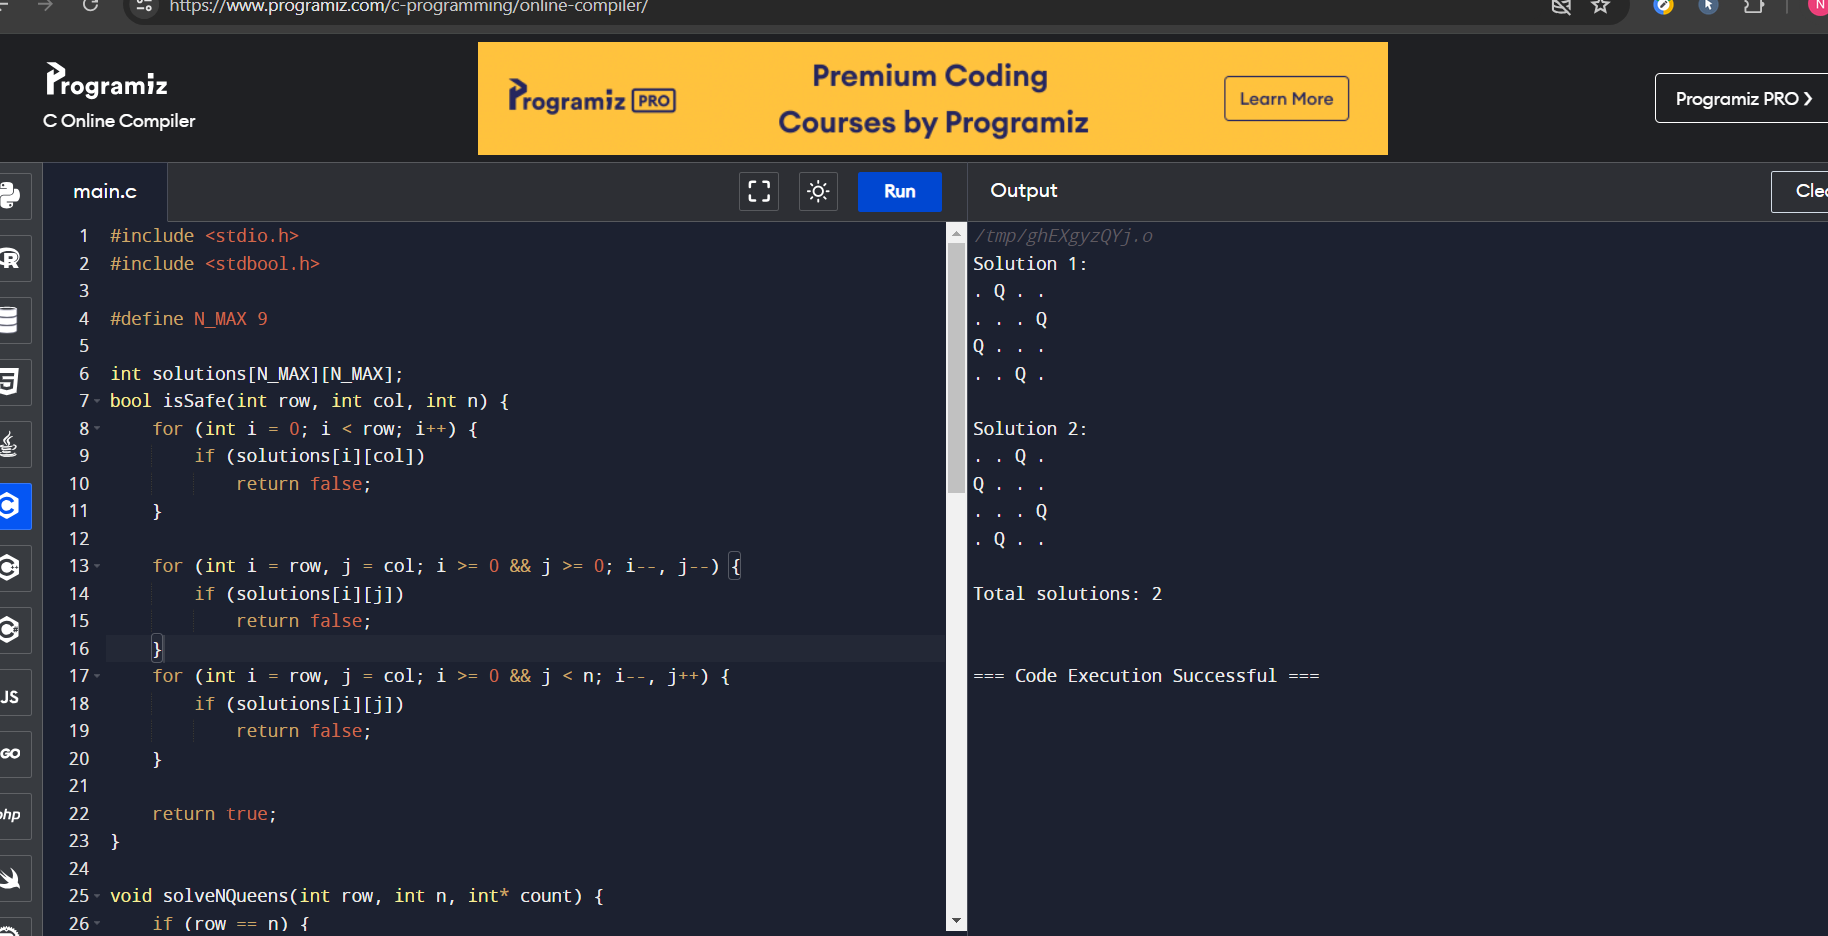 https://www.programiz.com/c-programming/online-compiler/
N
Programiz
C Online Compiler
Programiz PRO
Premium Coding
Courses by Programiz
Learn More
Programiz PRO
main.c
Run
Output
R
JS
GO
1 #include <stdio.h>
2 #include <stdbool.h>
3
4 #define N_MAX 9
5
6 int solutions[N_MAX][N_MAX];
7 bool isSafe(int row, int col, int n) {
8     for (int i = 0; i < row; i++) {
9         if (solutions[i][col])
10             return false;
11     }
12
13     for (int i = row, j = col; i >= 0 && j >= 0; i--, j--) {
14         if (solutions[i][j])
15             return false;
16     }
17     for (int i = row, j = col; i >= 0 && j < n; i--, j++) {
18         if (solutions[i][j])
19             return false;
20     }
21
22     return true;
23 }
24
25 void solveNQueens(int row, int n, int* count) {
26     if (row == n) {
/tmp/ghEXgyzQYj.o
Solution 1:
. Q . .
. . . Q
Q . . .
. . Q .
Solution 2:
. . Q .
Q . . .
. . . Q
. Q . .
Total solutions: 2
=== Code Execution Successful ===